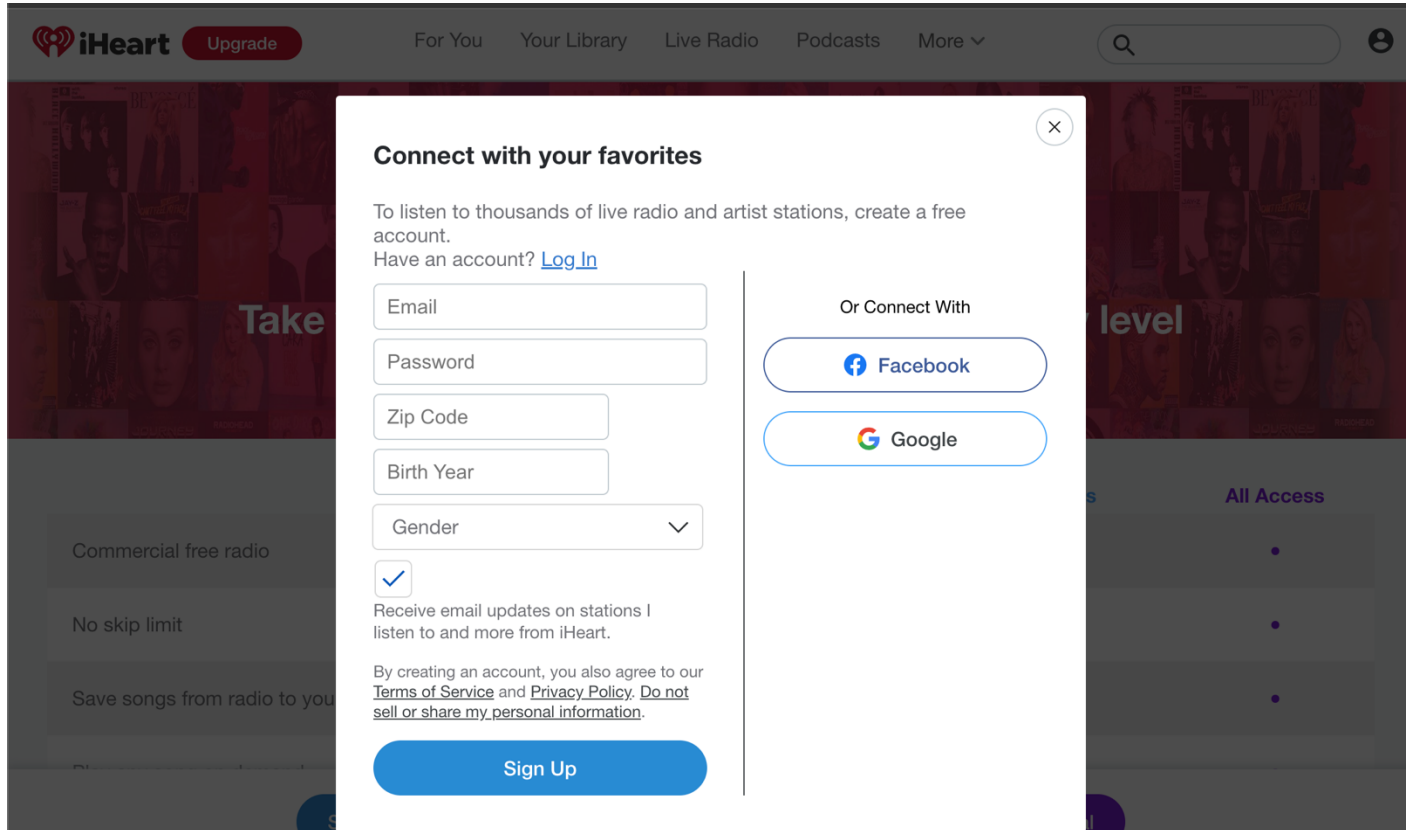 iHeart
Upgrade
For You
Your Library
Live Radio
Podcasts
More
Connect with your favorites
To listen to thousands of live radio and artist stations, create a free
account.
Have an account? Log In
Email
Password
Zip Code
Birth Year
Gender
Receive email updates on stations I
listen to and more from iHeart.
By creating an account, you also agree to our
Terms of Service and Privacy Policy. Do not
sell or share my personal information.
Sign Up
Or Connect With
Facebook
Google
Take
level
All Access
Commercial free radio
No skip limit
Save songs from radio to you
BEYONCÉ
JOURNEY
RADIOHEAD